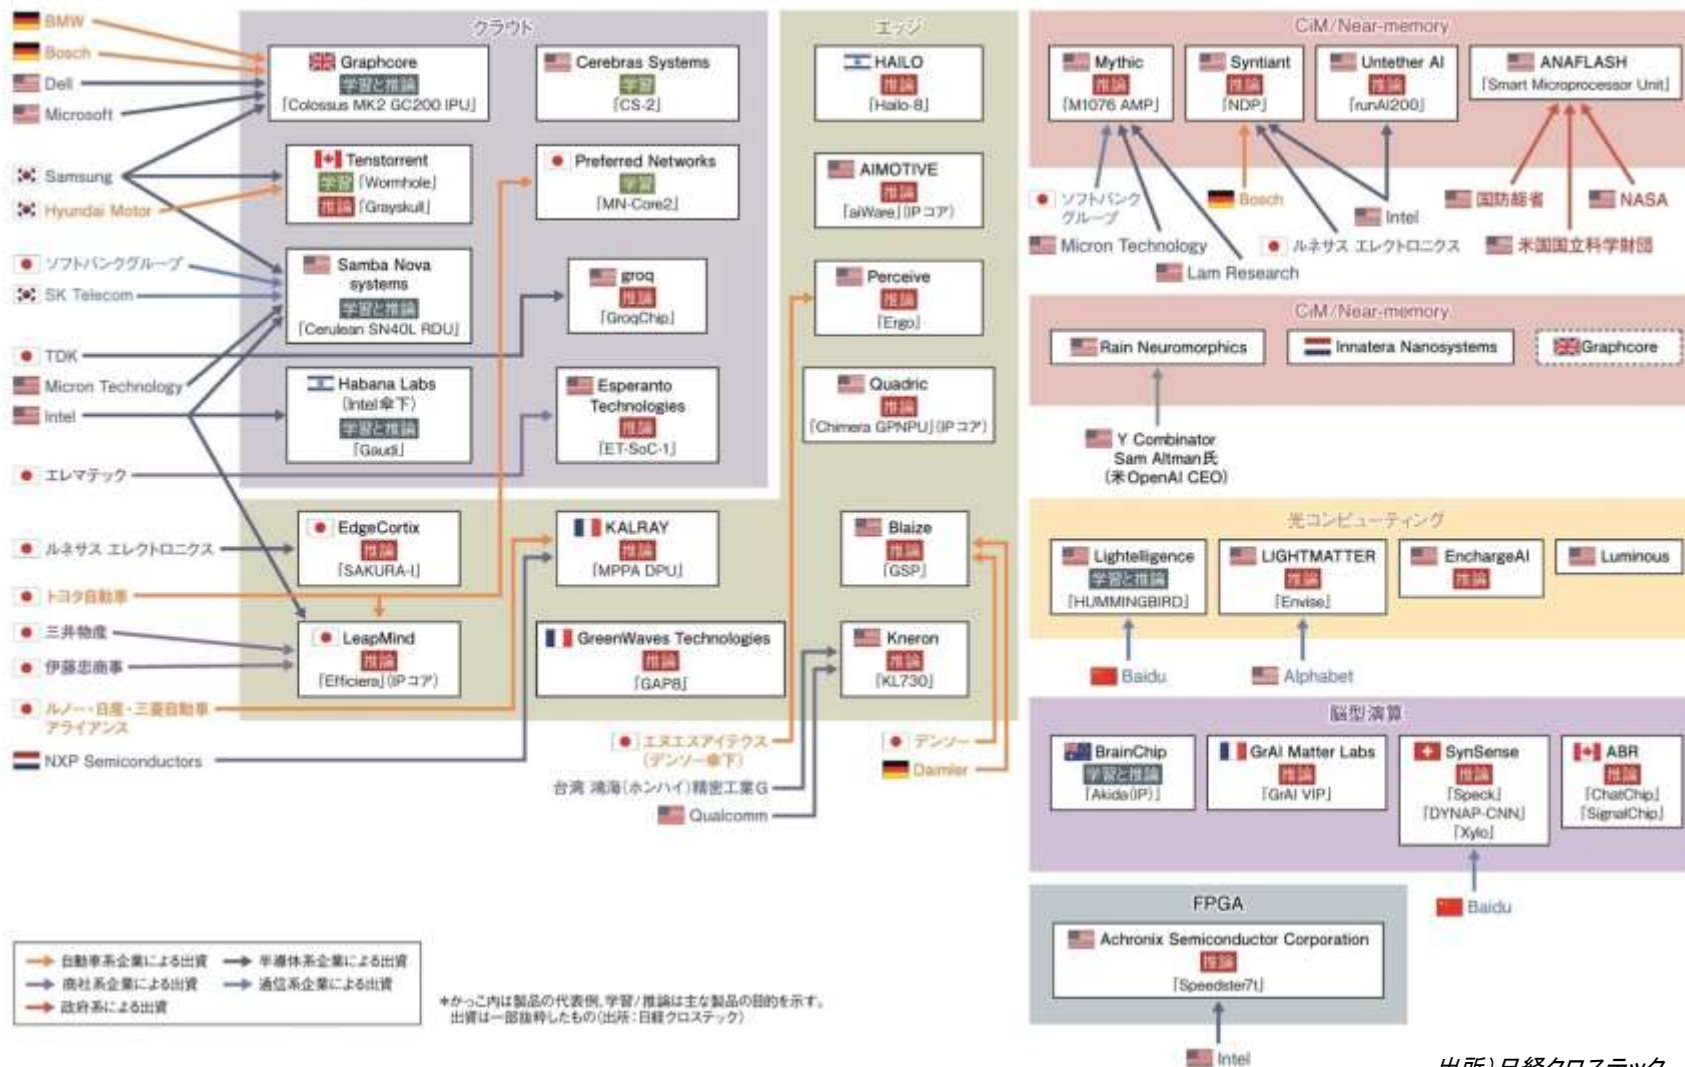 BMW
Bosch
Dell
Microsoft
Samsung
Hyundai Motor
ソフトバンクグループ
SK Telecom
TDK
Micron Technology
Intel
エレマテック
ルネサス エレクトロニクス
トヨタ自動車
三井物産
伊藤忠商事
ルノー・日産・三菱自動車
アライアンス
NXP Semiconductors
クラウド
Graphcore
学習と推論
「Colossus MK2 GC200 IPU」
Cerebras Systems
学習
「CS-2」
Tenstorrent
学習「Wormhole」
推論「Grayskull」
Preferred Networks
学習
「MN-Core2」
Samba Nova
systems
学習と推論
「Cerulean SN40L RDU」
groq
推論
「GroqChip」
Habana Labs
(Intel傘下)
学習と推論
「Gaudi」
Esperanto
Technologies
推論
「ET-SoC-1」
エッジ
HAILO
推論
「Hailo-8」
AIMOTIVE
推論
「aiWare」(IPコア)
Perceive
推論
「Ergo」
Quadric
推論
「Chimera GPNPU」(IPコア)
EdgeCortix
推論
「SAKURA-I」
KALRAY
推論
「MPPA DPU」
Blaize
推論
「GSP」
LeapMind
推論
「Efficiera」(IPコア)
GreenWaves Technologies
推論
「GAP8」
Kneron
推論
「KL730」
エヌエスアイテクス
(デンソー傘下)
台湾 鴻海(ホンハイ)精密工業G
Qualcomm
デンソー
Daimler
CiM/Near-memory
Mythic
推論
「M1076 AMP」
Syntiant
推論
「NDP」
Untether AI
推論
「runAI200」
ANAFLASH
「Smart Microprocessor Unit」
ソフトバンク
グループ
Micron Technology
Lam Research
Bosch
Intel
ルネサス エレクトロニクス
国防総省
NASA
米国国立科学財団
CiM/Near-memory
Rain Neuromorphics
Innatera Nanosystems
Graphcore
Y Combinator
Sam Altman氏
(米OpenAI CEO)
光コンピューティング
Lightelligence
学習と推論
「HUMMINGBIRD」
LIGHTMATTER
推論
「Envise」
EnchargeAI
推論
Luminous
Baidu
Alphabet
脳型演算
BrainChip
学習と推論
「Akida(IP)」
GrAI Matter Labs
推論
「GrAI VIP」
SynSense
推論
「Speck」
「DYNAP-CNN」
「Xylo」
ABR
推論
「ChatChip」
「SignalChip」
Baidu
FPGA
Achronix Semiconductor Corporation
推論
「Speedster7t」
Intel
自動車系企業による出資
半導体系企業による出資
商社系企業による出資
通信系企業による出資
政府系による出資
*かっこ内は製品の代表例、学習/推論は主な製品の目的を示す。
出資は一部抜粋したもの(出所:日経クロステック)
出所)日経クロステック